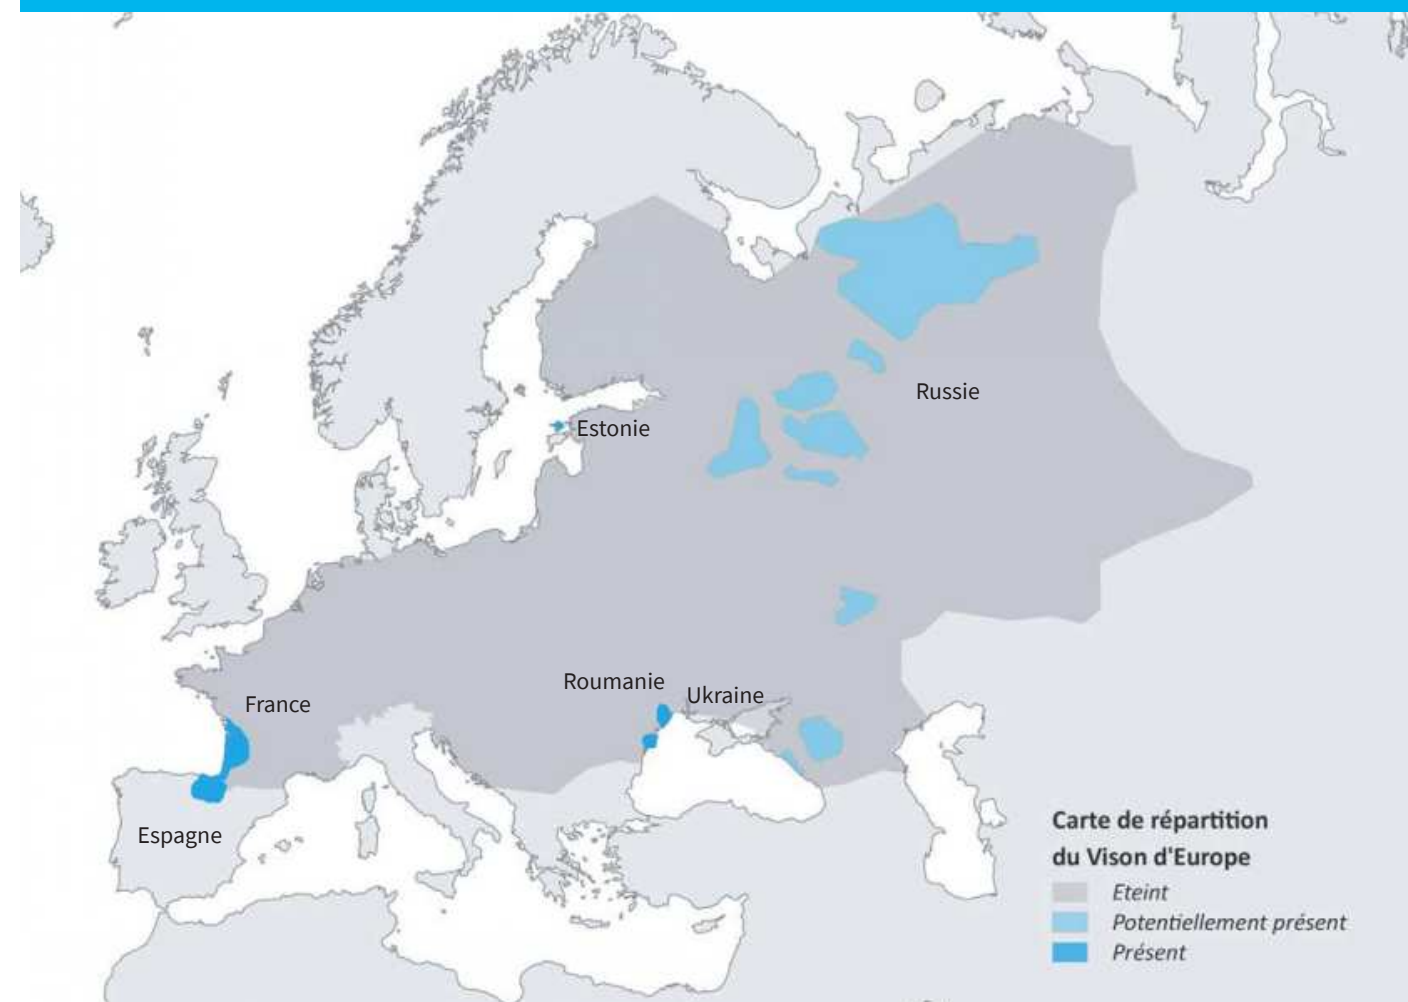 Russie
Estonie
Roumanie
Ukraine
France
Espagne
Carte de répartition
du Vison d'Europe
Eteint
Potentiellement présent
Présent